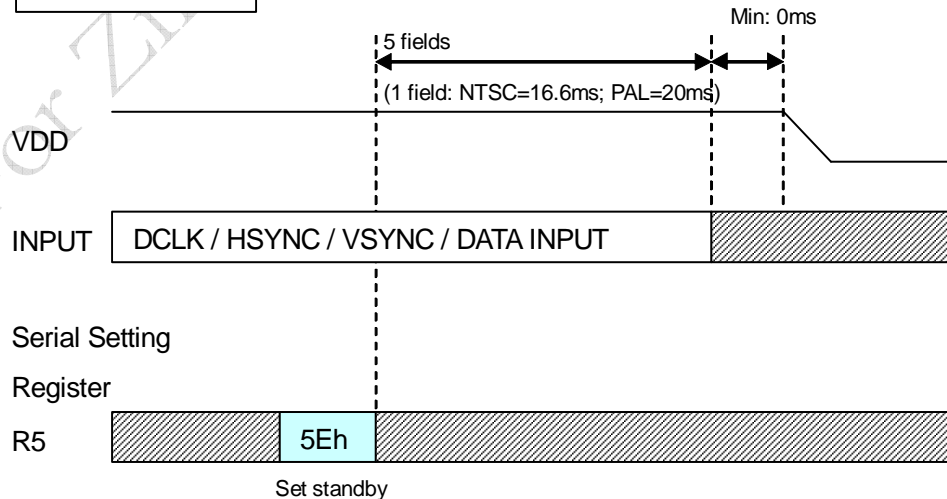 Min: 0ms
5 fields
(1 field: NTSC=16.6ms; PAL=20ms)
VDD
INPUT DCLK / HSYNC / VSYNC / DATA INPUT
Serial Setting
Register
R5 5Eh
Set standby